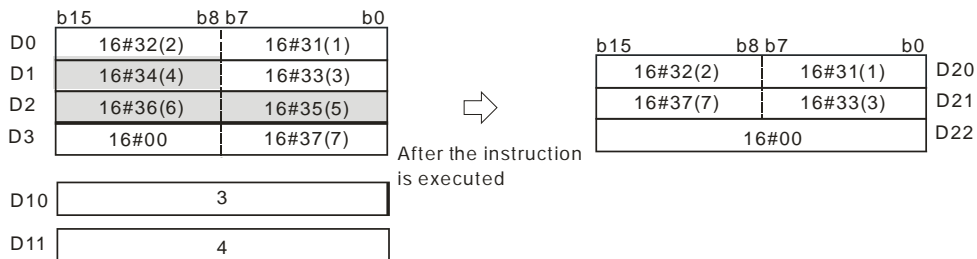 b15 b8 b7 b0
D0 16#32(2) 16#31(1)
D1 16#34(4) 16#33(3)
D2 16#36(6) 16#35(5)
D3 16#00 16#37(7)
D10 3
D11 4
After the instruction
is executed
b15 b8 b7 b0
16#32(2) 16#31(1) D20
16#37(7) 16#33(3) D21
16#00 D22